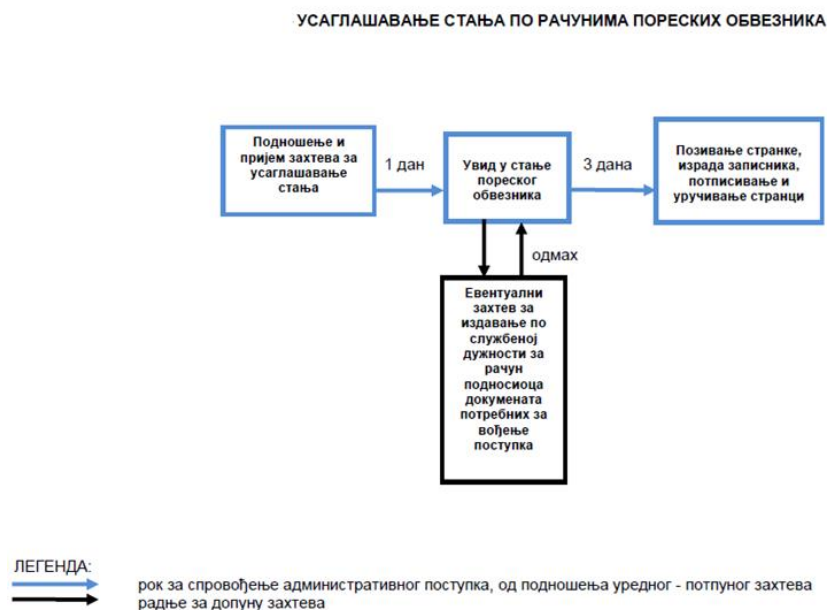 УСАГЛАШАВАЊЕ СТАЊА ПО РАЧУНИМА ПОРЕСКИХ ОБВЕЗНИКА
Подношење и
пријем захтева за
усаглашавање
стања
1 дан
Увид у стање
пореског
обвезника
3 дана
Позивање странке,
израда записника,
потписивање и
уручивање странци
одмах
Евентуални
захтев за
издавање по
службеној
дужности за
рачун
подносиоца
докумената
потребних за
вођење
поступка
ЛЕГЕНДА:
рок за спровођење административног поступка, од подношења уредног - потпуног захтева
радње за допуну захтева